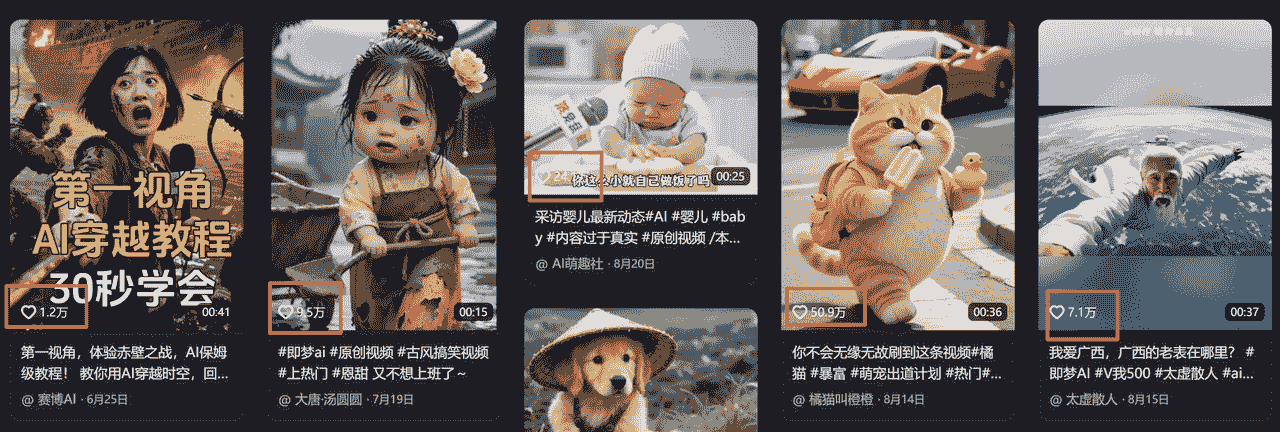 第一视角
AI穿越教程
30秒学会
1.2万
00:41
第一视角，体验赤壁之战，AI保姆
级教程！ 教你用AI穿越时空，回...
@ 赛博AI · 6月25日
9.5万
00:15
#即梦ai #原创视频 #古风搞笑视频
#上热门 #恩甜 又不想上班了～
@ 大唐·汤圆圆 · 7月19日
你这么小就自己做饭了吗
00:25
采访婴儿最新动态#AI #婴儿 #bab
y #内容过于真实 #原创视频 /本...
@ AI萌趣社 · 8月20日
50.9万
00:36
你不会无缘无故刷到这条视频#橘
猫 #暴富 #萌宠出道计划 #热门#...
@ 橘猫叫橙橙 · 8月14日
7.1万
00:37
我爱广西，广西的老表在哪里？ #
即梦AI #V我500 #太虚散人 #ai...
@ 太虚散人 · 8月15日